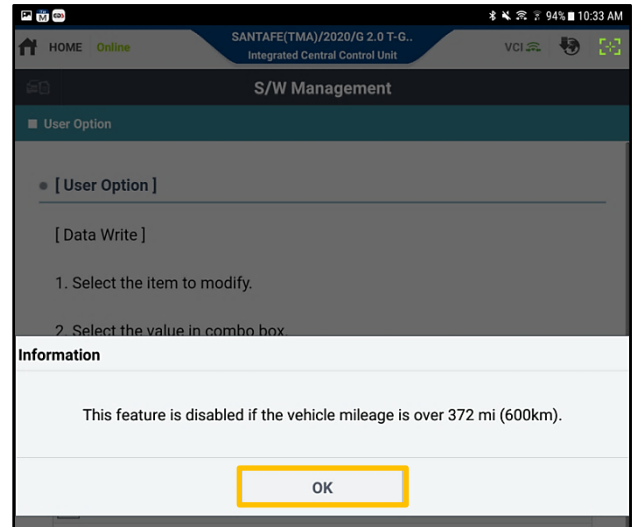 94% 10:33 AM
HOME Online SANTAFE(TMA)/2020/G 2.0 T-G.. VCI
Integrated Central Control Unit
S/W Management
User Option
[ User Option ]
[ Data Write ]
1. Select the item to modify.
2. Select the value in combo box.
Information
This feature is disabled if the vehicle mileage is over 372 mi (600km).
OK